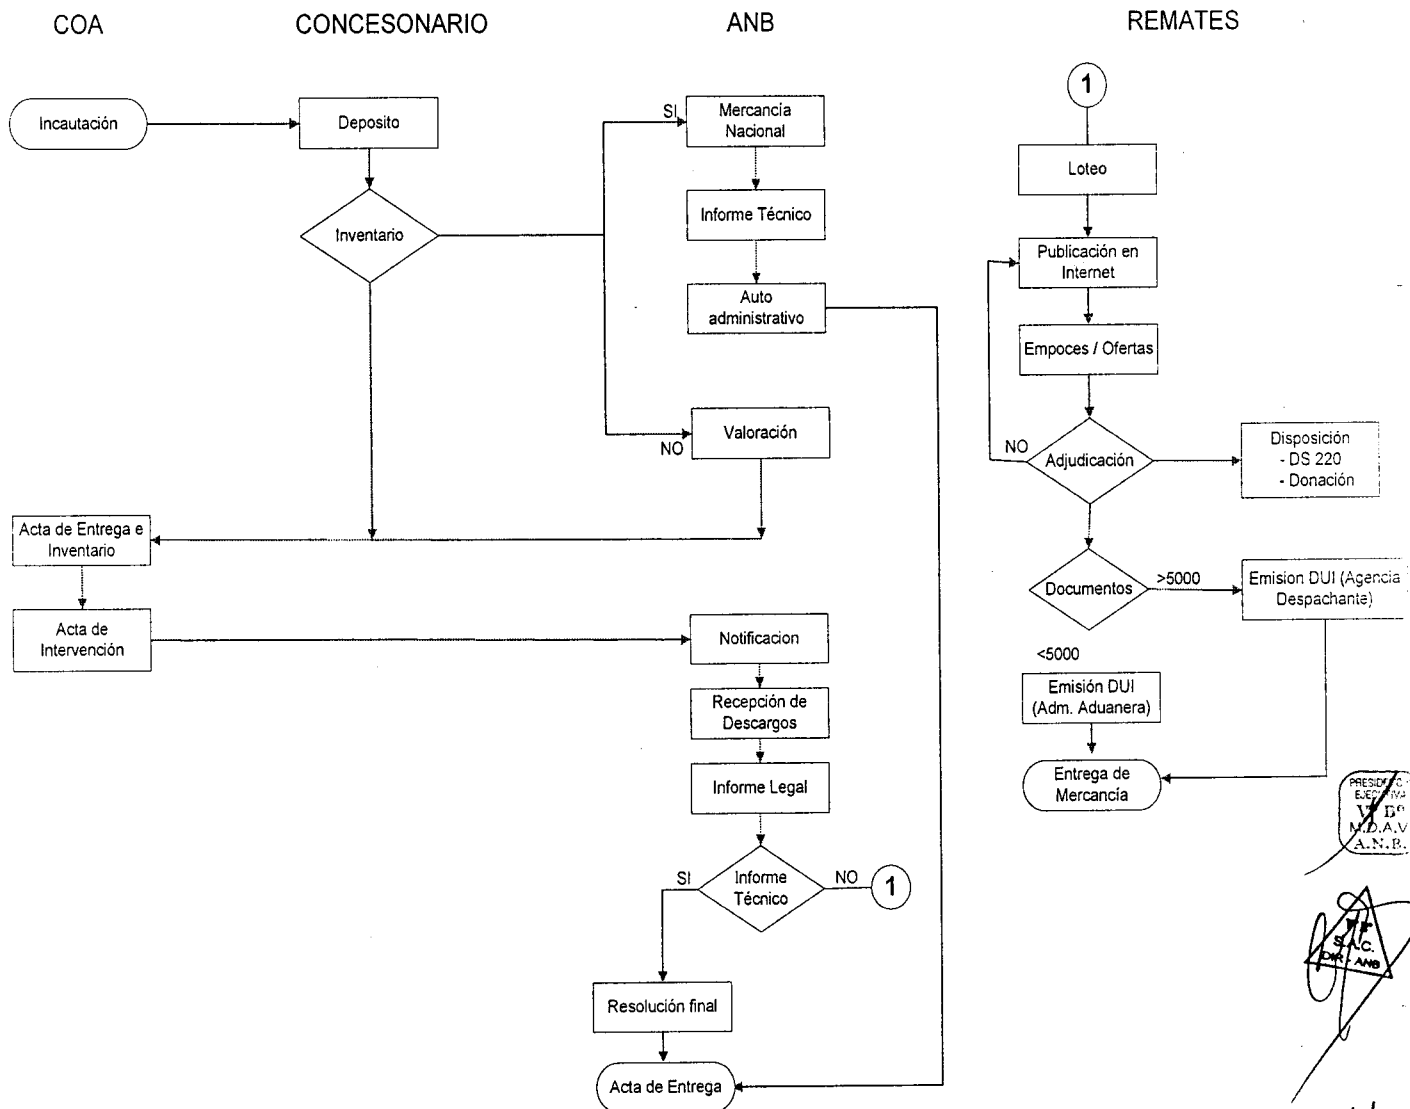 COA
CONCESONARIO
ANB
REMATES
Incautación
Deposito
Inventario
SI
Mercancía
Nacional
Informe Técnico
Auto
administrativo
NO
Valoración
Acta de Entrega e
Inventario
Acta de
Intervención
Notificacion
Recepción de
Descargos
Informe Legal
Informe
Técnico
SI
NO
1
Resolución final
Acta de Entrega
1
Loteo
Publicación en
Internet
Empoces / Ofertas
Adjudicación
NO
Disposición
- DS 220
- Donación
Documentos
>5000
Emision DUI (Agencia
Despachante)
<5000
Emisión DUI
(Adm. Aduanera)
Entrega de
Mercancía
M.D.A.V
A.N.B.
S.A.C.
DIR - ANB